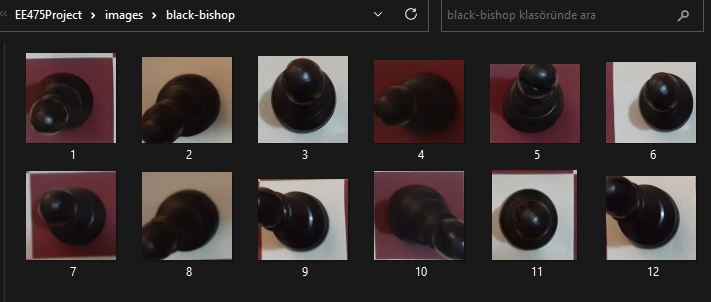 « EE475Project › images › black-bishop
black-bishop klasöründe ara
1 2 3 4 5 6
7 8 9 10 11 12